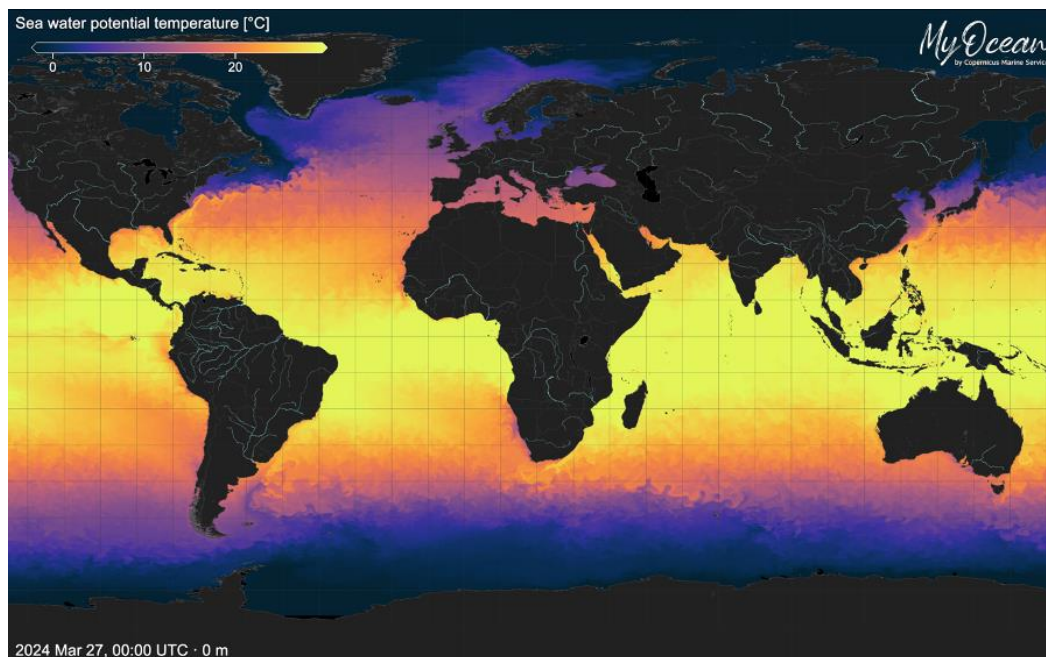 Sea water potential temperature [°C]
0 10 20
MyOcean
by Copernicus Marine Service
2024 Mar 27, 00:00 UTC · 0 m